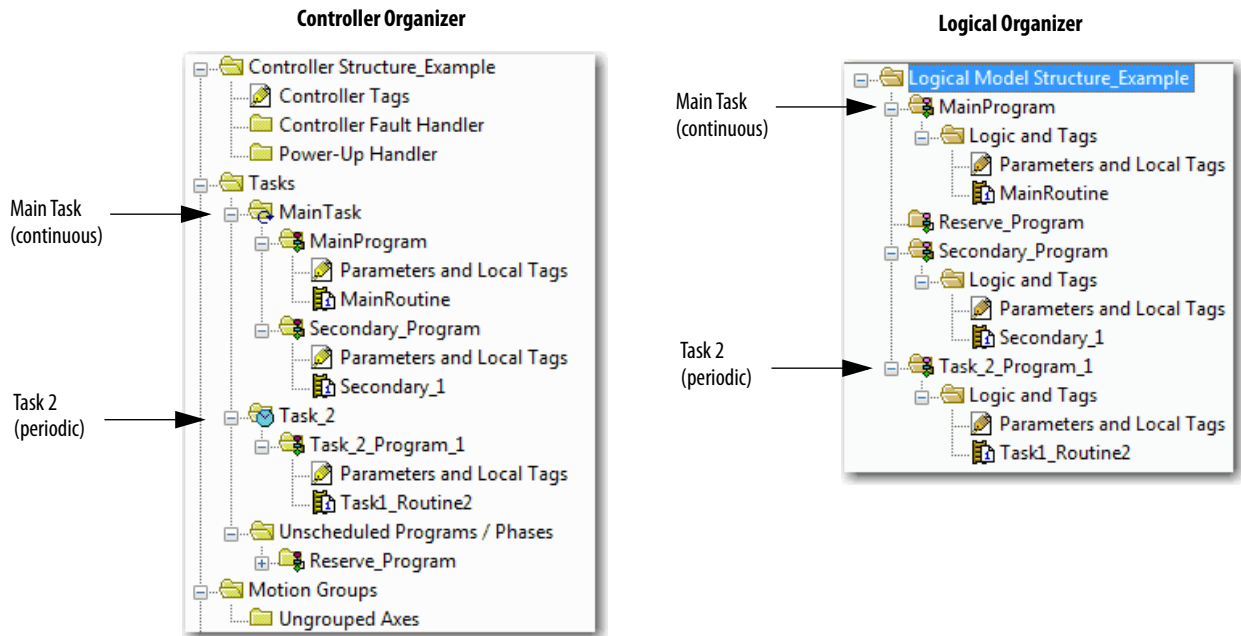 Controller Organizer
Controller Structure_Example
Controller Tags
Controller Fault Handler
Power-Up Handler
Tasks
Main Task
(continuous)
MainTask
MainProgram
Parameters and Local Tags
MainRoutine
Secondary_Program
Parameters and Local Tags
Secondary_1
Task 2
(periodic)
Task_2
Task_2_Program_1
Parameters and Local Tags
Task1_Routine2
Unscheduled Programs / Phases
Reserve_Program
Motion Groups
Ungrouped Axes
Logical Organizer
Logical Model Structure_Example
Main Task
(continuous)
MainProgram
Logic and Tags
Parameters and Local Tags
MainRoutine
Reserve_Program
Secondary_Program
Logic and Tags
Parameters and Local Tags
Secondary_1
Task 2
(periodic)
Task_2_Program_1
Logic and Tags
Parameters and Local Tags
Task1_Routine2